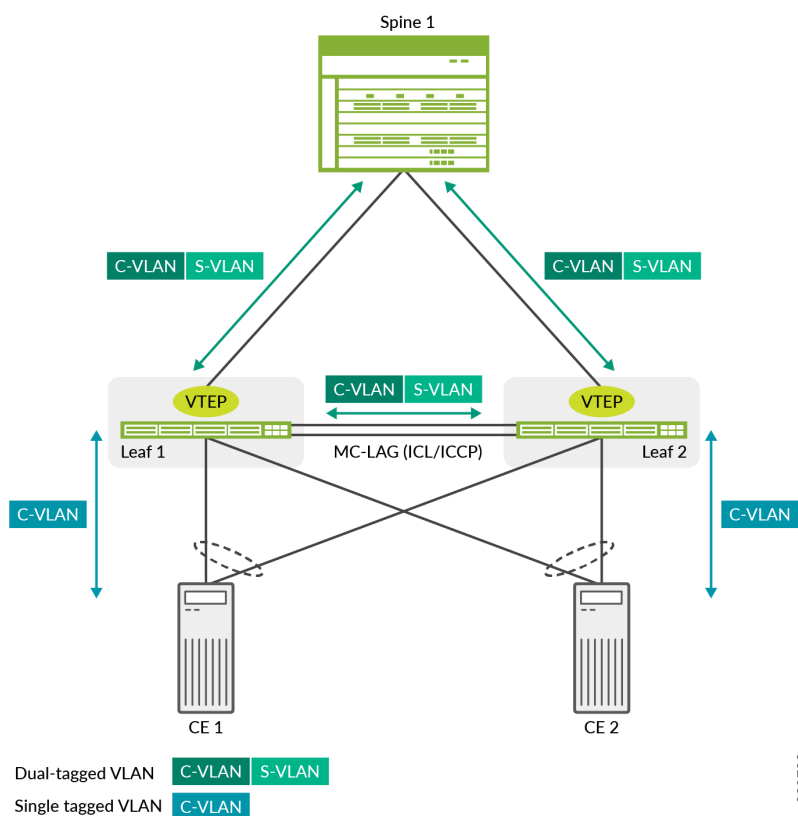 Spine 1
C-VLAN S-VLAN
C-VLAN S-VLAN
C-VLAN S-VLAN
VTEP
VTEP
Leaf 1
MC-LAG (ICL/ICCP)
Leaf 2
C-VLAN
C-VLAN
CE 1
CE 2
Dual-tagged VLAN C-VLAN S-VLAN
Single tagged VLAN C-VLAN